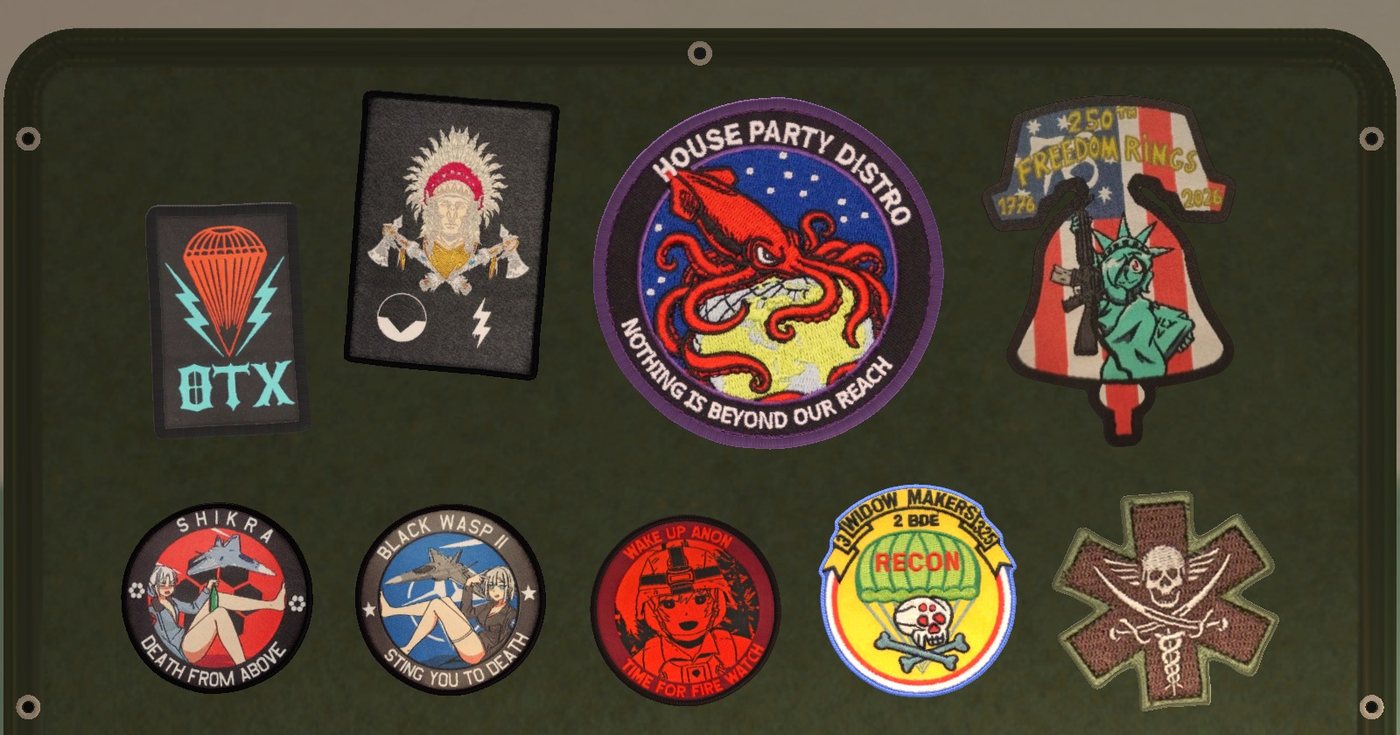 HOUSE PARTY DISTRO
NOTHING IS BEYOND OUR REACH
250TH
FREEDOM RINGS
1776
2026
OTX
SHIKRA
DEATH FROM ABOVE
BLACK WASP II
STING YOU TO DEATH
WAKE UP ANON
TIME FOR FIRE WATCH
WIDOW MAKERS
3
325
2 BDE
RECON